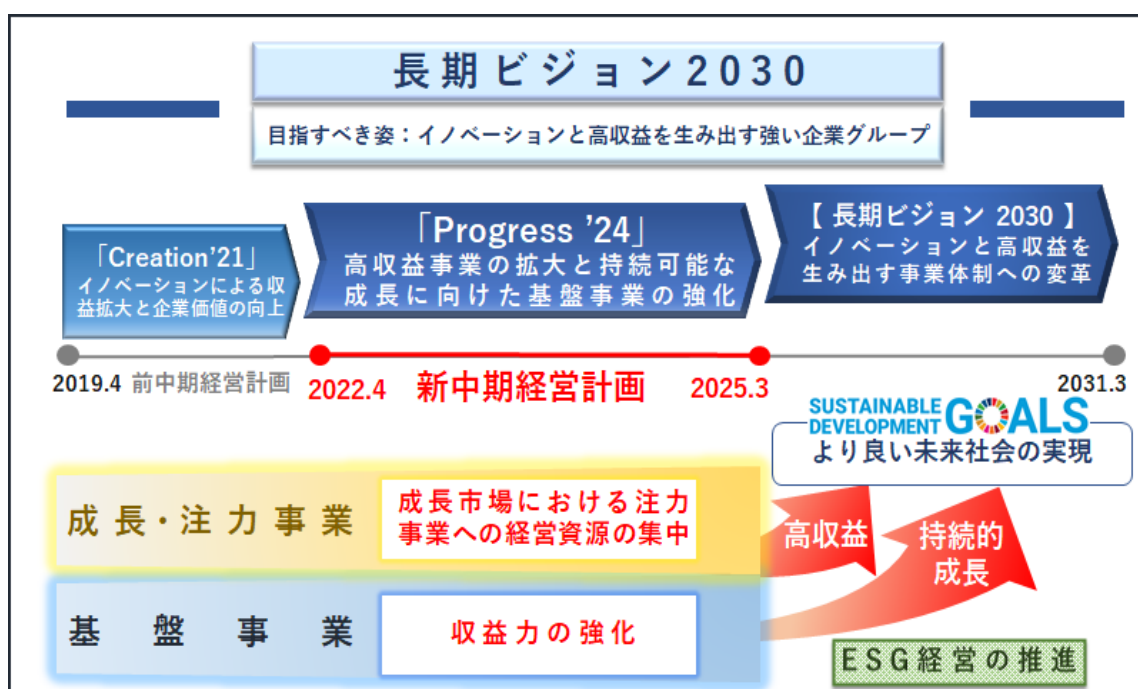 長期ビジョン2030
目指すべき姿：イノベーションと高収益を生み出す強い企業グループ
「Creation’21」
イノベーションによる収
益拡大と企業価値の向上
「Progress ’24」
高収益事業の拡大と持続可能な
成長に向けた基盤事業の強化
【 長期ビジョン 2030 】
イノベーションと高収益を
生み出す事業体制への変革
2019.4 前中期経営計画
2022.4 新中期経営計画 2025.3
2031.3
SUSTAINABLE
DEVELOPMENT GOALS
より良い未来社会の実現
成長・注力事業
成長市場における注力
事業への経営資源の集中
高収益
持続的
成長
基盤事業
収益力の強化
ESG経営の推進